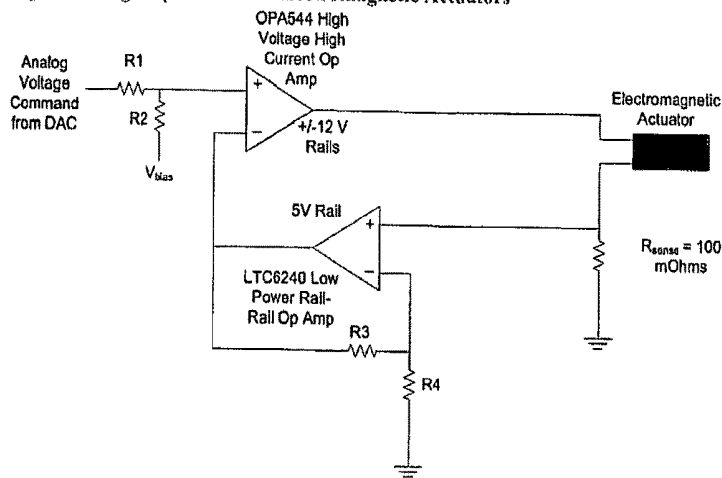 Actuators
OPA544 High
Voltage High
Current Op
Amp
Analog
Voltage
Command
from DAC
R1
R2
Vbias
+
−
+/-12 V
Rails
Electromagnetic
Actuator
5V Rail
+
−
LTC6240 Low
Power Rail-
Rail Op Amp
Rsense = 100
mOhms
R3
R4